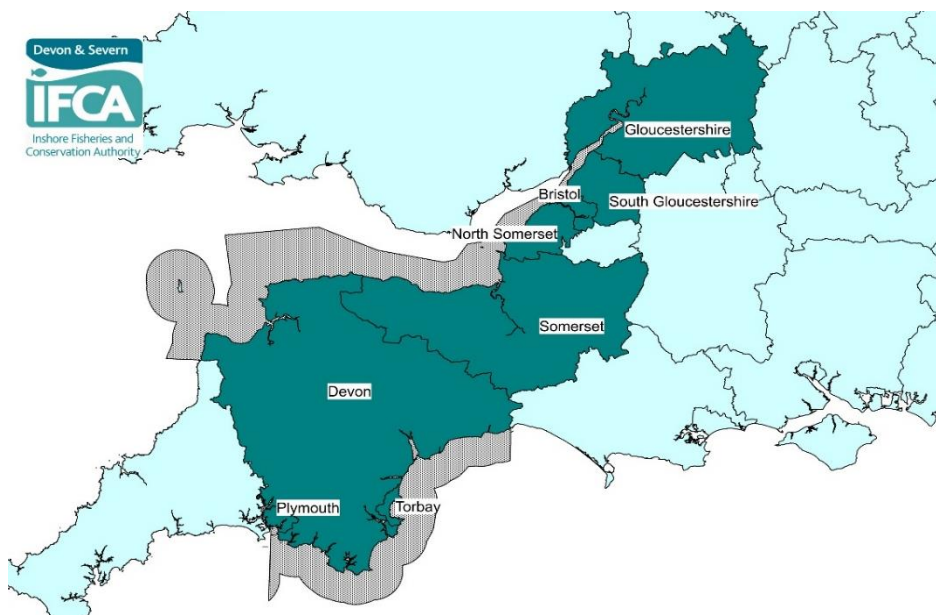 Devon & Severn
IFCA
Inshore Fisheries and
Conservation Authority
Gloucestershire
Bristol
South Gloucestershire
North Somerset
Somerset
Devon
Plymouth
Torbay